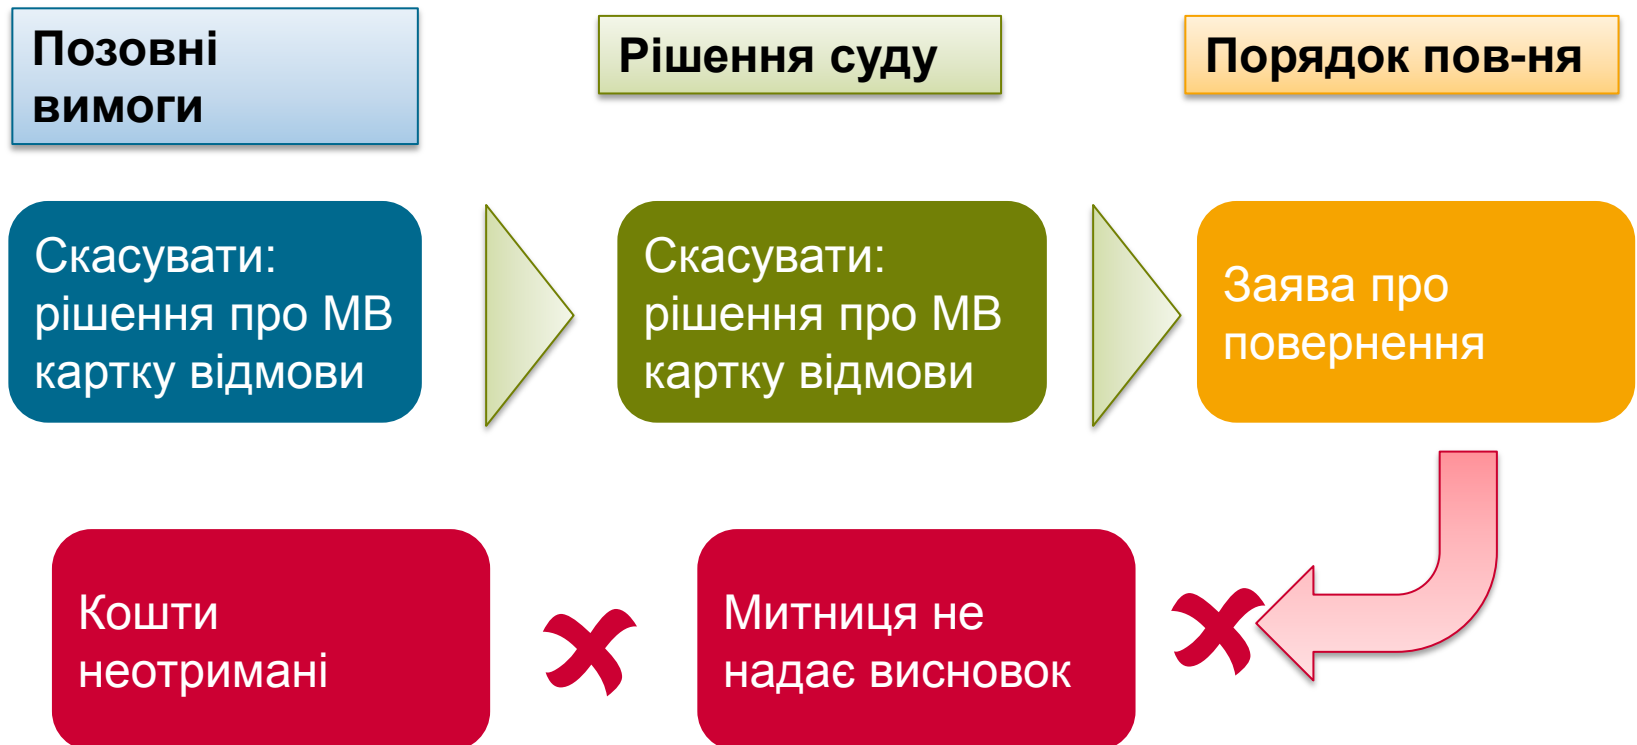 Позовні
вимоги
Рішення суду
Порядок пов-ня
Скасувати:
рішення про МВ
картку відмови
Скасувати:
рішення про МВ
картку відмови
Заява про
повернення
Кошти
неотримані
Митниця не
надає висновок